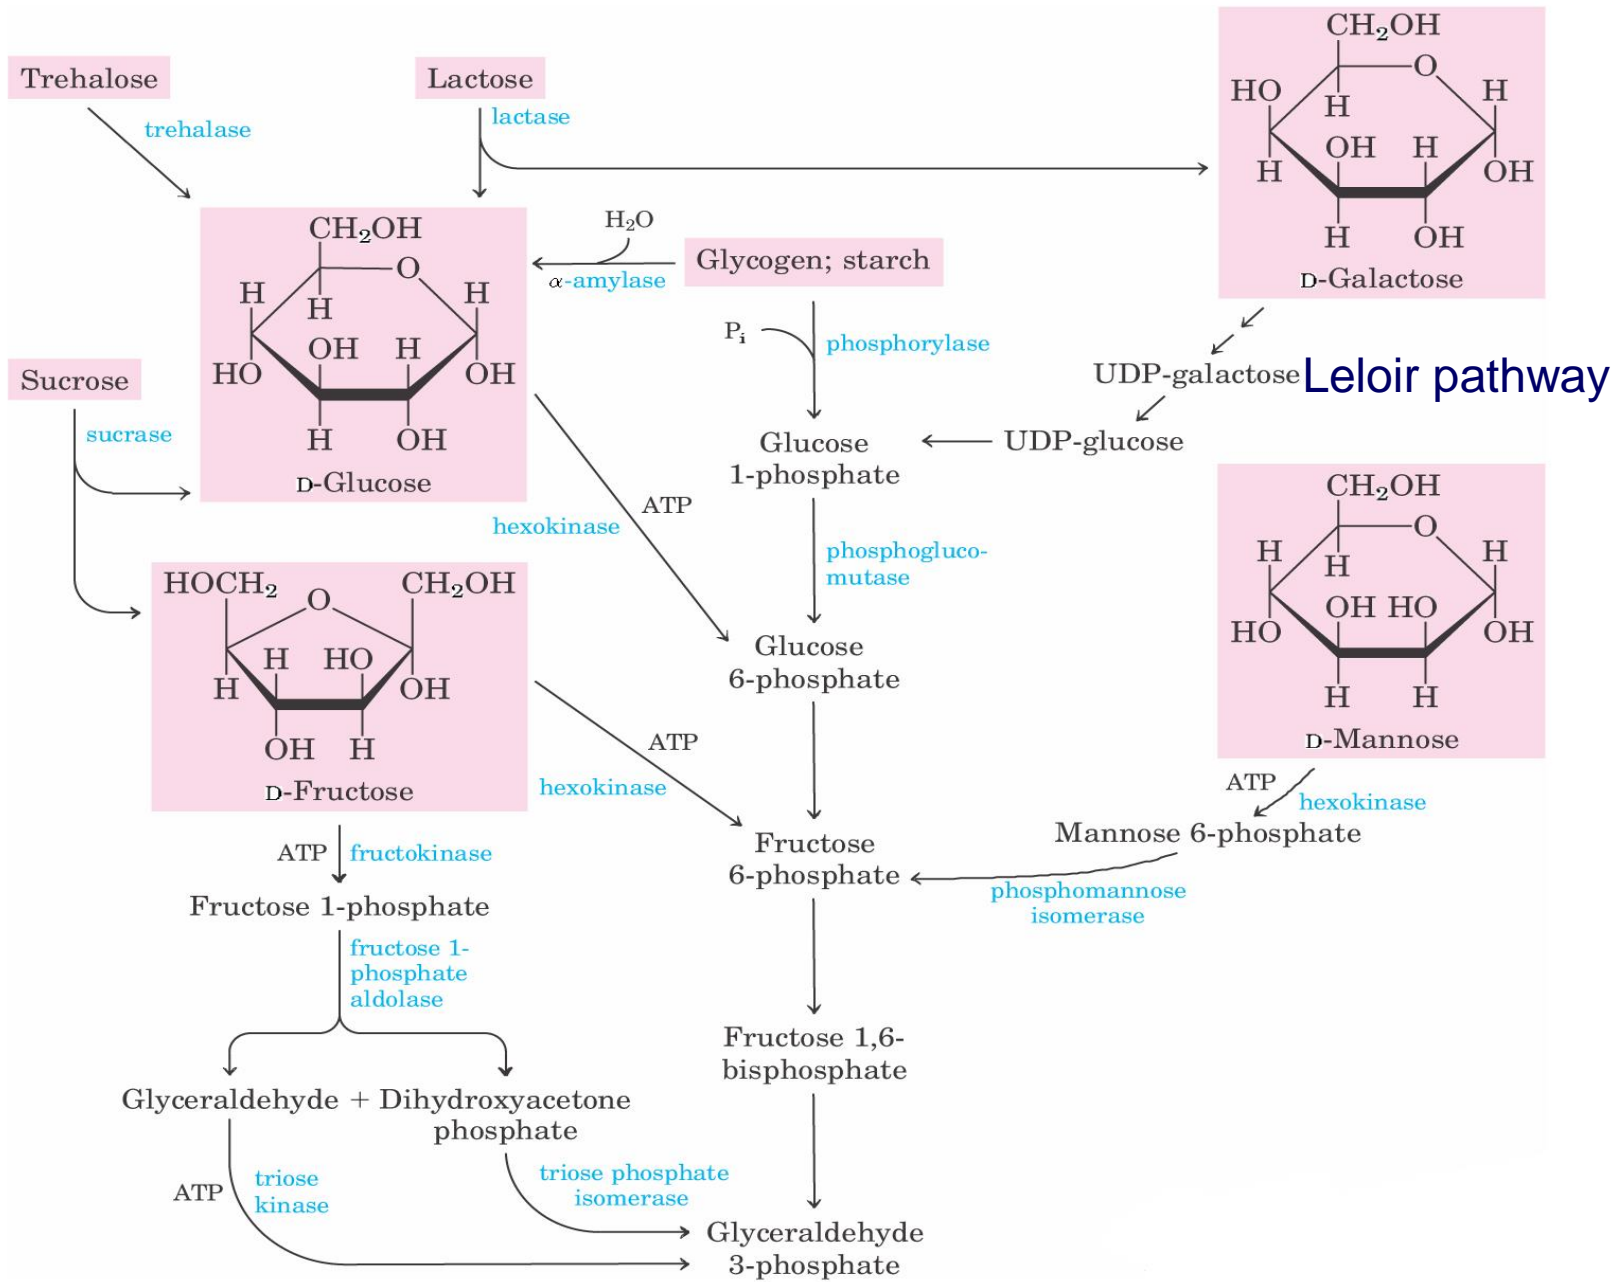 Trehalose
trehalase
Lactose
lactase
CH₂OH
O
HO
H
H
OH
H
H
OH
H
OH
D-Galactose
CH₂OH
O
H
H
H
OH
H
HO
OH
H
OH
D-Glucose
H₂O
α-amylase
Glycogen; starch
Pᵢ
phosphorylase
UDP-galactose
Leloir pathway
UDP-glucose
Glucose
1-phosphate
Sucrose
sucrase
hexokinase
ATP
phosphogluco-
mutase
Glucose
6-phosphate
CH₂OH
O
H
H
H
OH
HO
HO
OH
H
H
D-Mannose
HOCH₂
O
CH₂OH
H
HO
H
OH
OH
H
D-Fructose
ATP
hexokinase
ATP
hexokinase
Mannose 6-phosphate
phosphomannose
isomerase
Fructose
6-phosphate
ATP
fructokinase
Fructose 1-phosphate
fructose 1-
phosphate
aldolase
Fructose 1,6-
bisphosphate
Glyceraldehyde + Dihydroxyacetone
phosphate
ATP
triose
kinase
triose phosphate
isomerase
Glyceraldehyde
3-phosphate